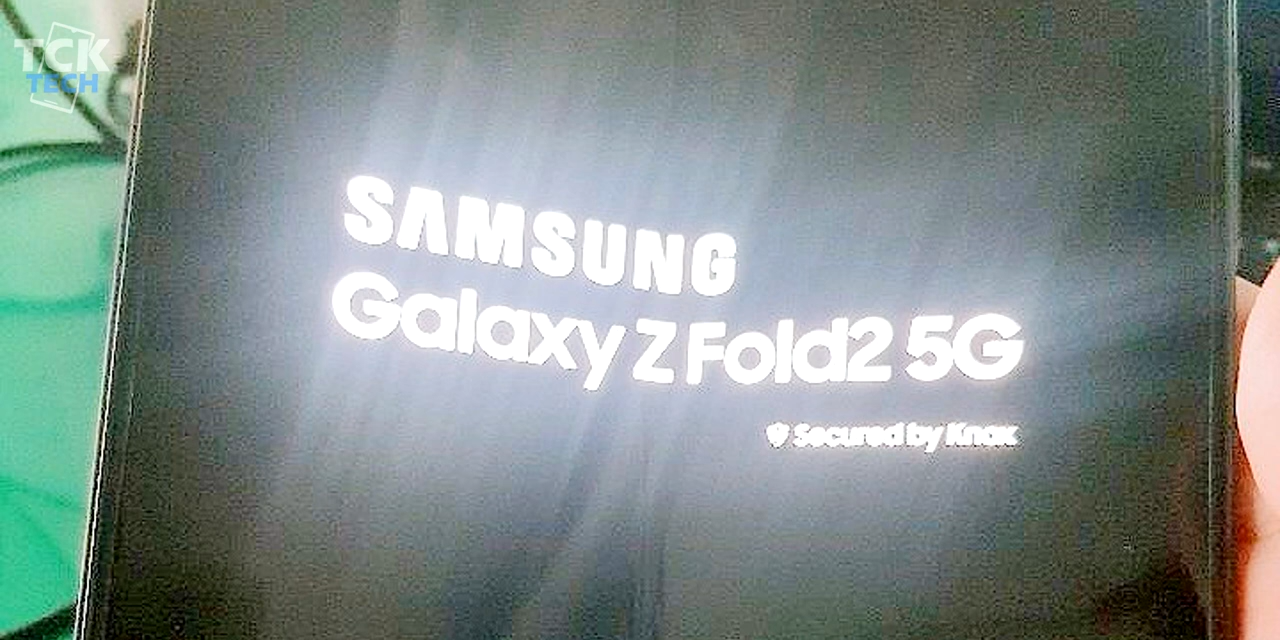 TCK
TECH
SAMSUNG
Galaxy Z Fold2 5G
Secured by Knox